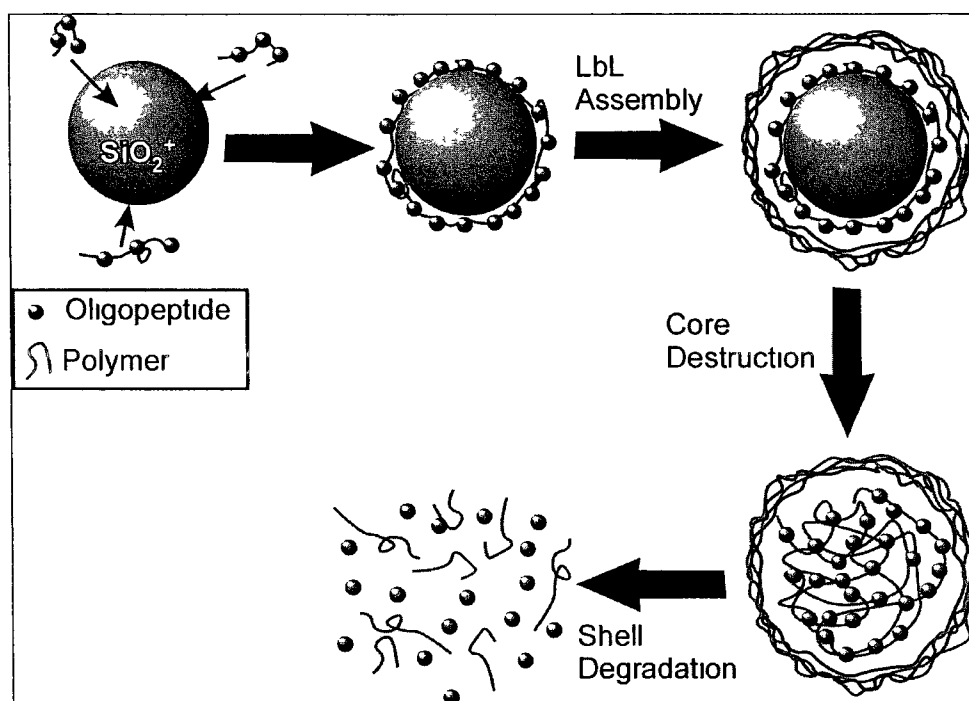 SiO₂⁺
LbL
Assembly
Oligopeptide
Polymer
Core
Destruction
Shell
Degradation